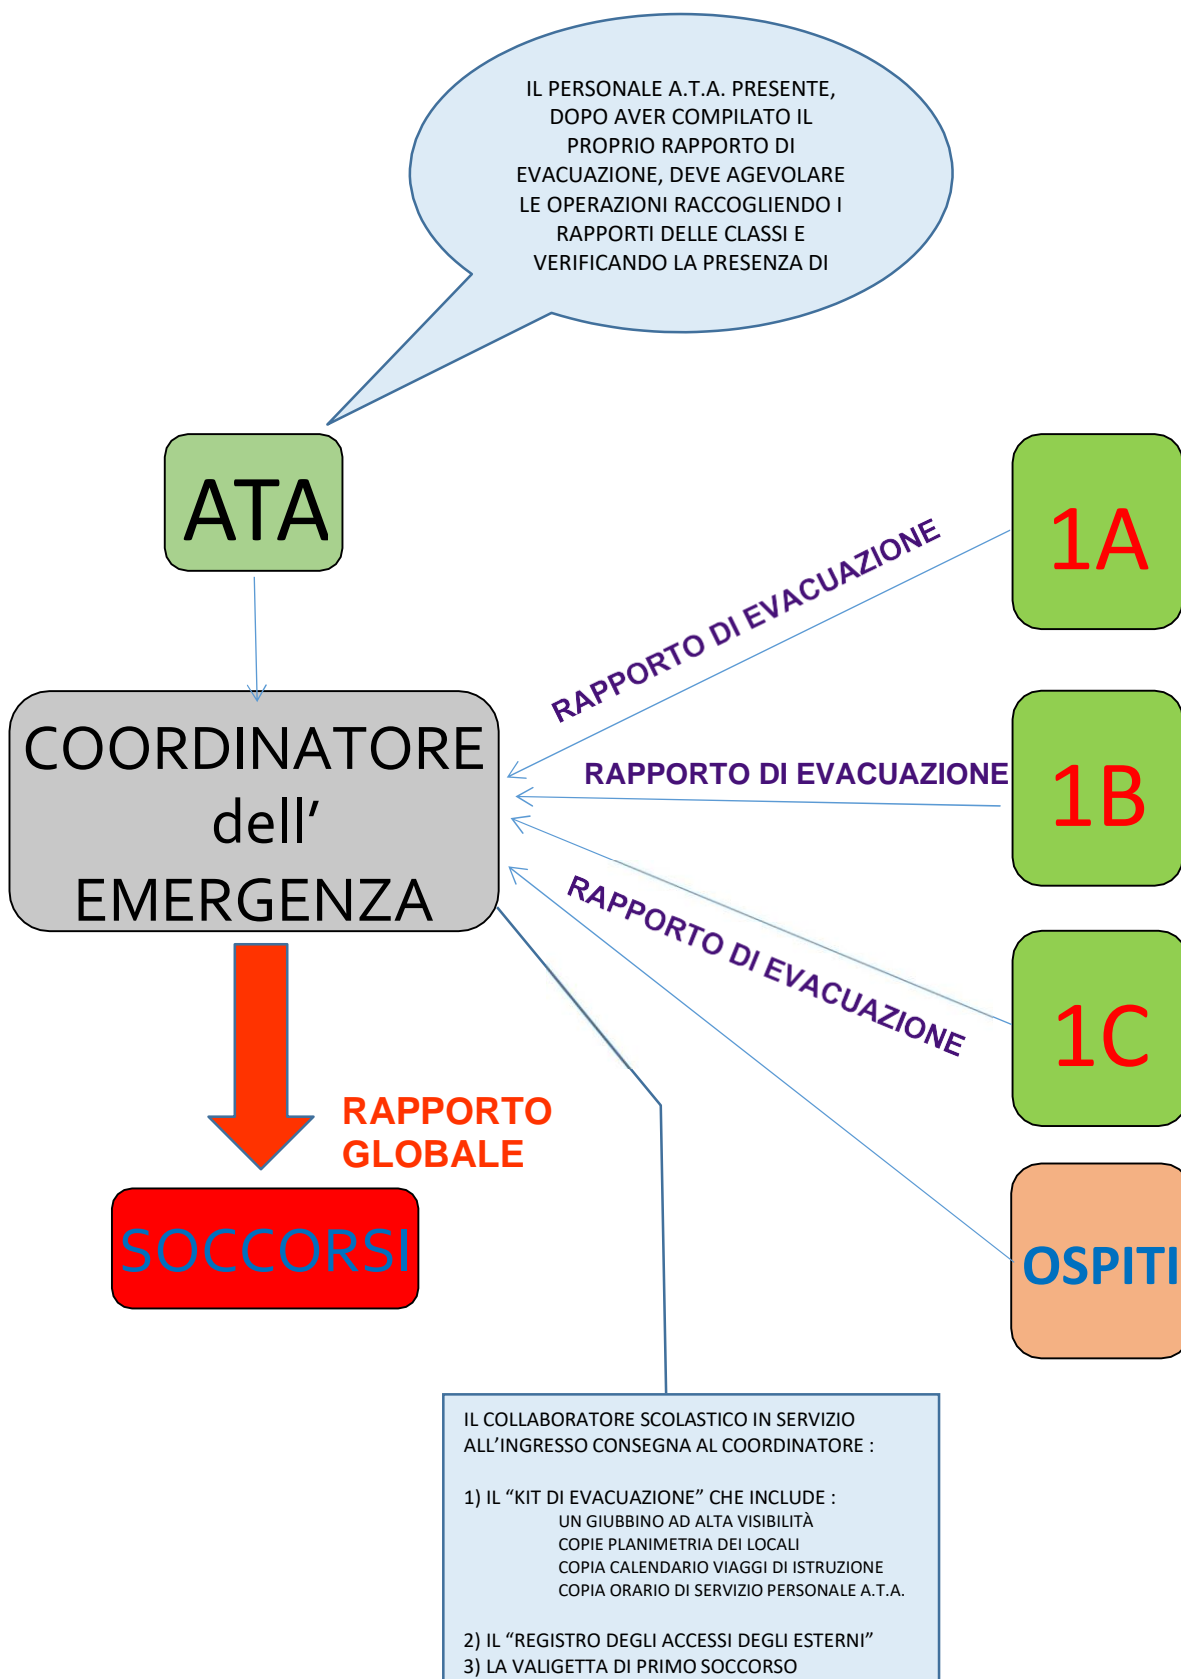 IL PERSONALE A.T.A. PRESENTE,
DOPO AVER COMPILATO IL
PROPRIO RAPPORTO DI
EVACUAZIONE, DEVE AGEVOLARE
LE OPERAZIONI RACCOGLIENDO I
RAPPORTI DELLE CLASSI E
VERIFICANDO LA PRESENZA DI
ATA
1A
RAPPORTO DI EVACUAZIONE
COORDINATORE
dell’
EMERGENZA
RAPPORTO DI EVACUAZIONE
1B
RAPPORTO DI EVACUAZIONE
1C
RAPPORTO
GLOBALE
SOCCORSI
OSPITI
IL COLLABORATORE SCOLASTICO IN SERVIZIO
ALL’INGRESSO CONSEGNA AL COORDINATORE :
1) IL “KIT DI EVACUAZIONE” CHE INCLUDE :
UN GIUBBINO AD ALTA VISIBILITÀ
COPIE PLANIMETRIA DEI LOCALI
COPIA CALENDARIO VIAGGI DI ISTRUZIONE
COPIA ORARIO DI SERVIZIO PERSONALE A.T.A.
2) IL “REGISTRO DEGLI ACCESSI DEGLI ESTERNI”
3) LA VALIGETTA DI PRIMO SOCCORSO